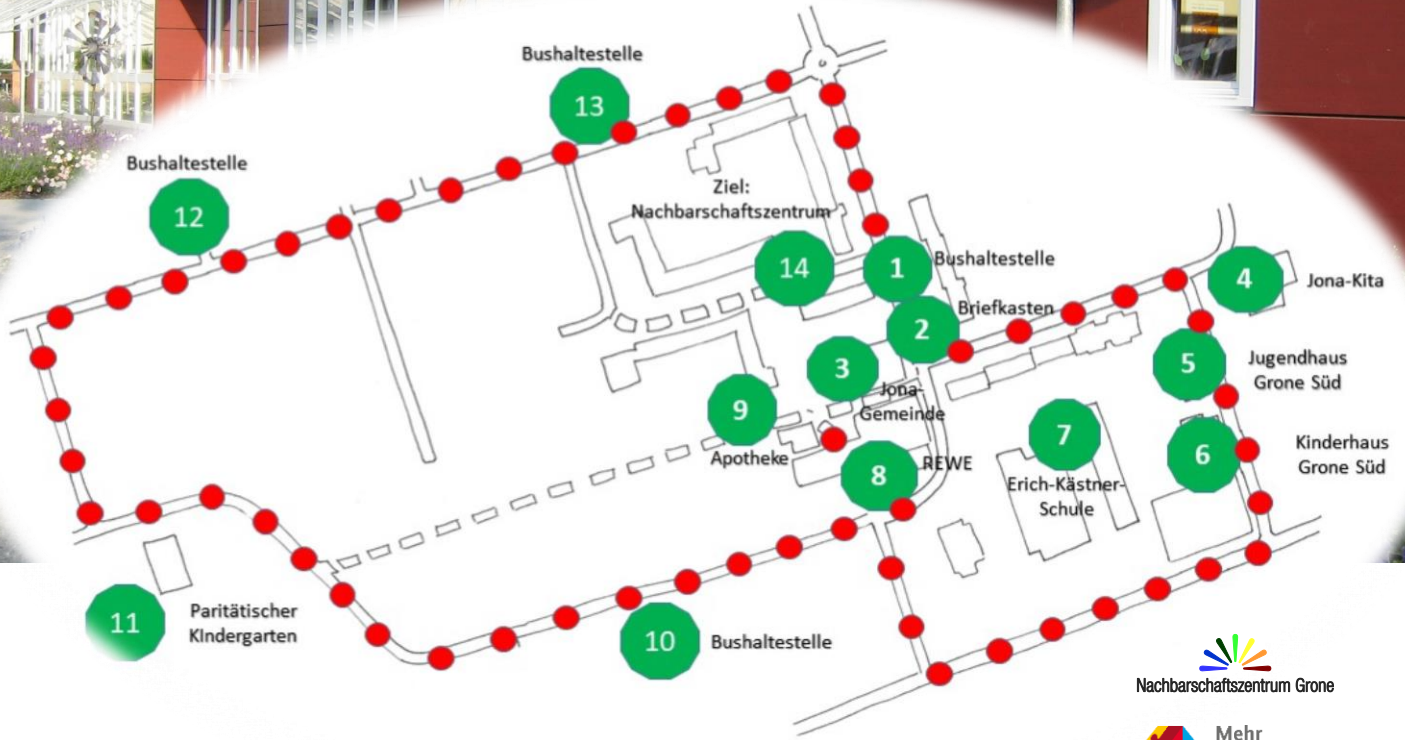 Bushaltestelle
13
Bushaltestelle
12
Ziel:
Nachbarschaftszentrum
14
1
Bushaltestelle
2
Briefkasten
4
Jona-Kita
3
Jona-
Gemeinde
5
Jugendhaus
Grone Süd
9
Apotheke
8
REWE
7
Erich-Kästner-
Schule
6
Kinderhaus
Grone Süd
11
Paritätischer
KIndergarten
10
Bushaltestelle
Nachbarschaftszentrum Grone
Mehr